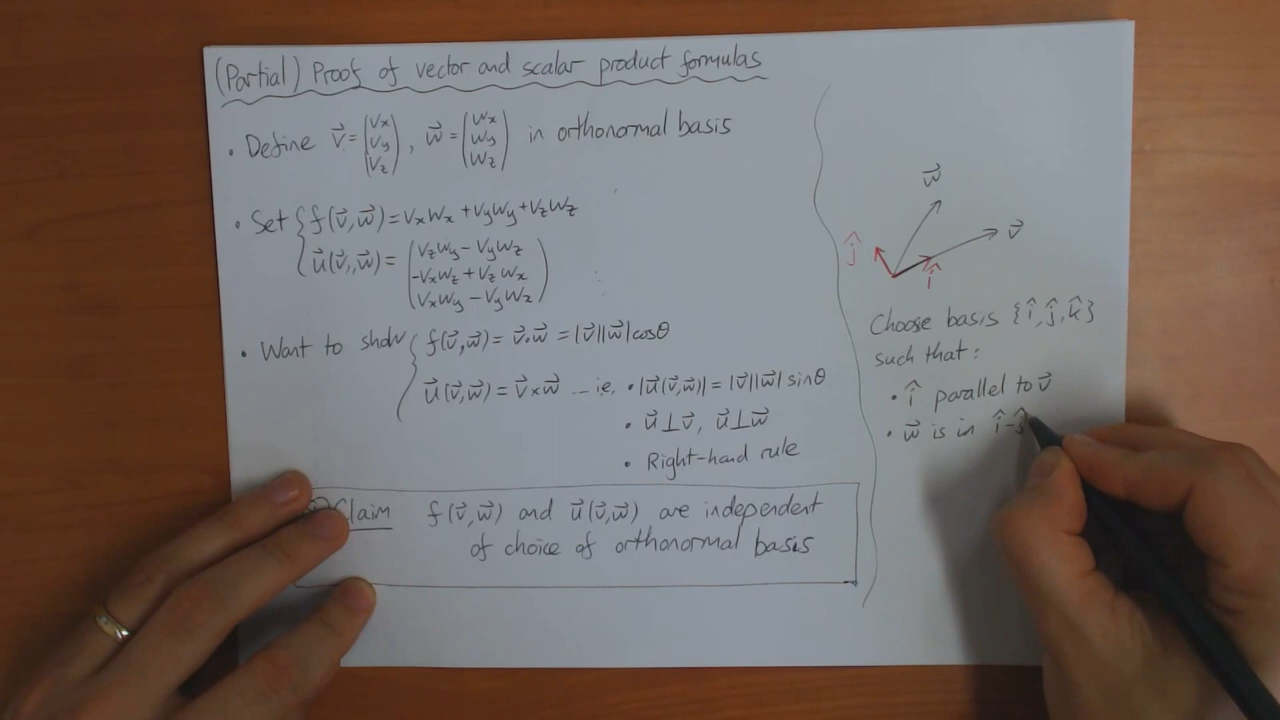 (Partial) Proof of vector and scalar product formulas
• Define v⃗ = (vx vy vz), w⃗ = (wx wy wz) in orthonormal basis
• Set { f(v⃗,w⃗) = vxwx + vywy + vzwz
u⃗(v⃗,w⃗) = (vzwy - vywz
-vxwz + vzwx
vxwy - vywx)
• Want to show { f(v⃗,w⃗) = v⃗·w⃗ = |v⃗||w⃗|cosθ
u⃗(v⃗,w⃗) = v⃗×w⃗ ... i.e. • |u⃗(v⃗,w⃗)| = |v⃗||w⃗| sinθ
• u⃗⊥v⃗, u⃗⊥w⃗
• Right-hand rule
Claim f(v⃗,w⃗) and u⃗(v⃗,w⃗) are independent
of choice of orthonormal basis
w⃗
v⃗
ĵ
î
Choose basis {î,ĵ,k̂}
such that:
• î parallel to v⃗
• w⃗ is in î-ĵ